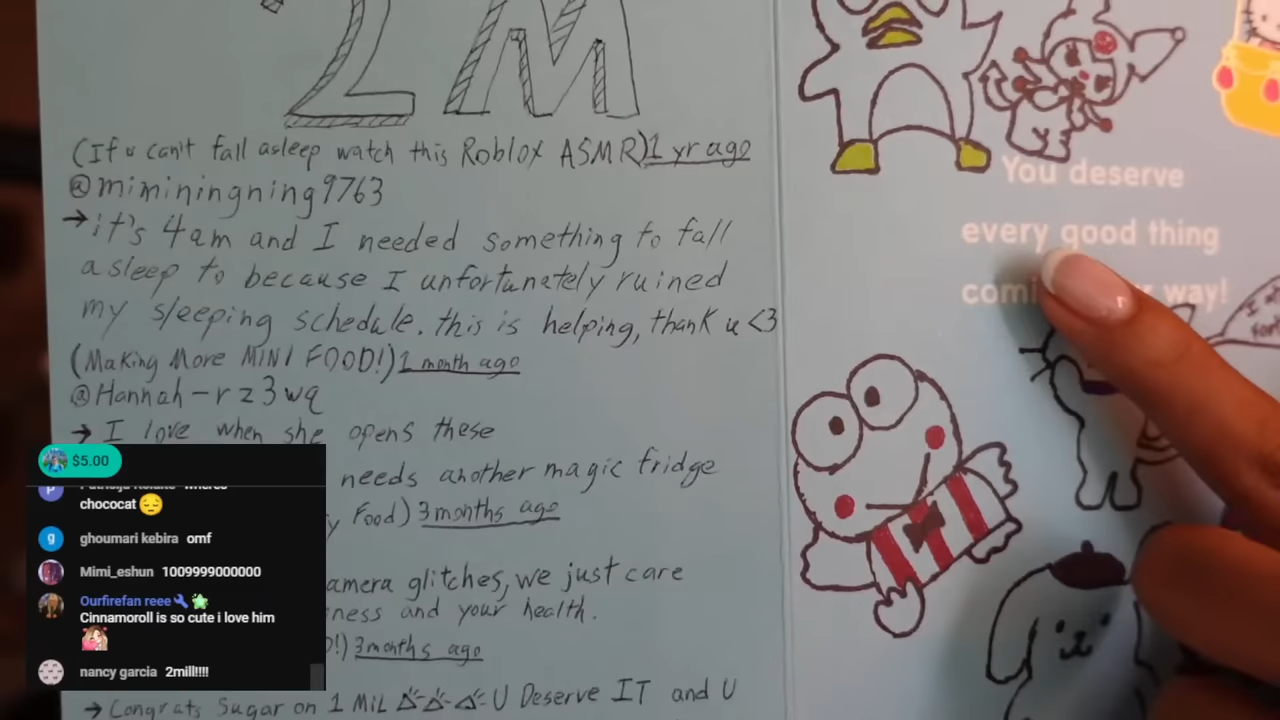 2M
(If u can't fall asleep watch this Roblox ASMR) 1 yr ago
@miminingning9763
→ it's 4am and I needed something to fall
asleep to because I unfortunately ruined
my sleeping schedule. this is helping, thank u <3
(Making More MINI FOOD!) 1 month ago
@Hannah-rz3wq
→ I love when she opens these
needs another magic fridge
Food) 3 months ago
amera glitches, we just care
ness and your health.
!) 3 months ago
→ Congrats Sugar on 1 MIL U Deserve IT and U
You deserve
every good thing
way!
$5.00
chococat 😔
ghoumari kebira omf
Mimi_eshun 1009999000000
Ourfirefan reee
Cinnamoroll is so cute i love him
nancy garcia 2mill!!!!